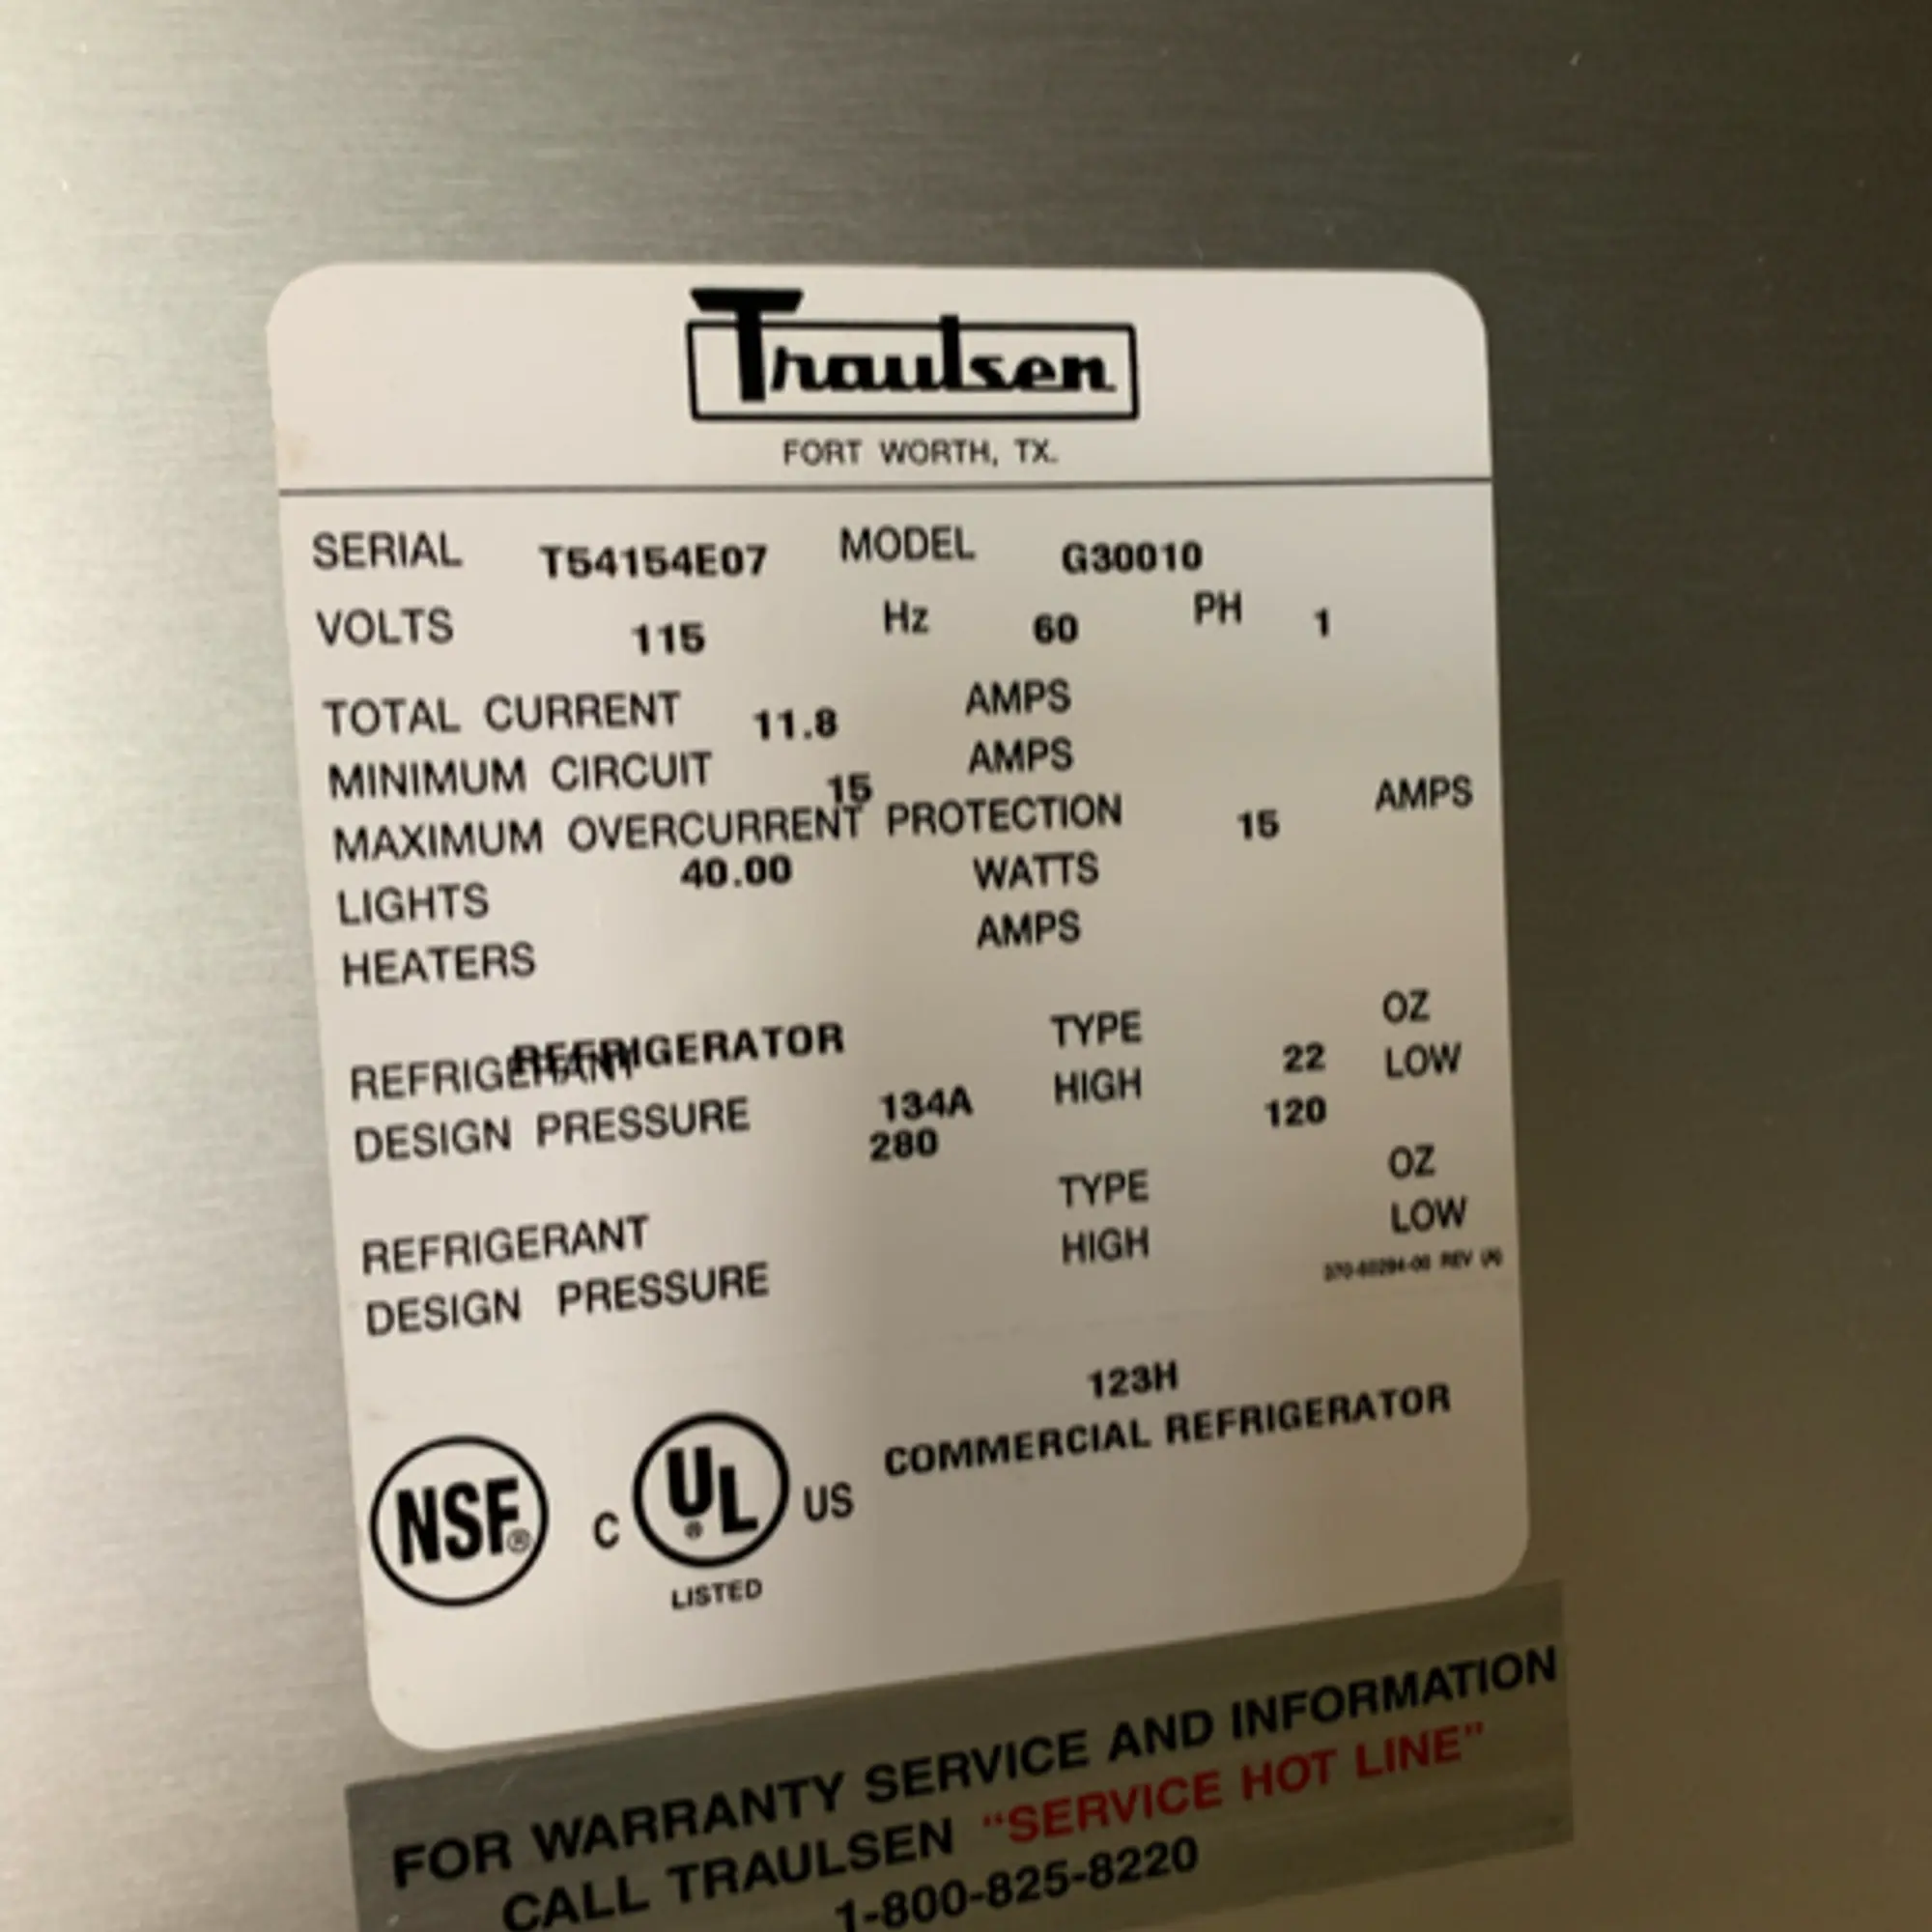 Traulsen
FORT WORTH, TX.
SERIAL T54154E07 MODEL G30010
VOLTS 115 Hz 60 PH 1
TOTAL CURRENT 11.8 AMPS
MINIMUM CIRCUIT 15 AMPS
MAXIMUM OVERCURRENT PROTECTION 15 AMPS
LIGHTS 40.00 WATTS
HEATERS AMPS
REFRIGERATOR
REFRIGERANT 134A TYPE 22 OZ
DESIGN PRESSURE 280 HIGH 120 LOW
REFRIGERANT TYPE OZ
DESIGN PRESSURE HIGH LOW
REV (A)
123H
COMMERCIAL REFRIGERATOR
NSF®
C UL® US
LISTED
FOR WARRANTY SERVICE AND INFORMATION
CALL TRAULSEN "SERVICE HOT LINE"
1-800-825-8220